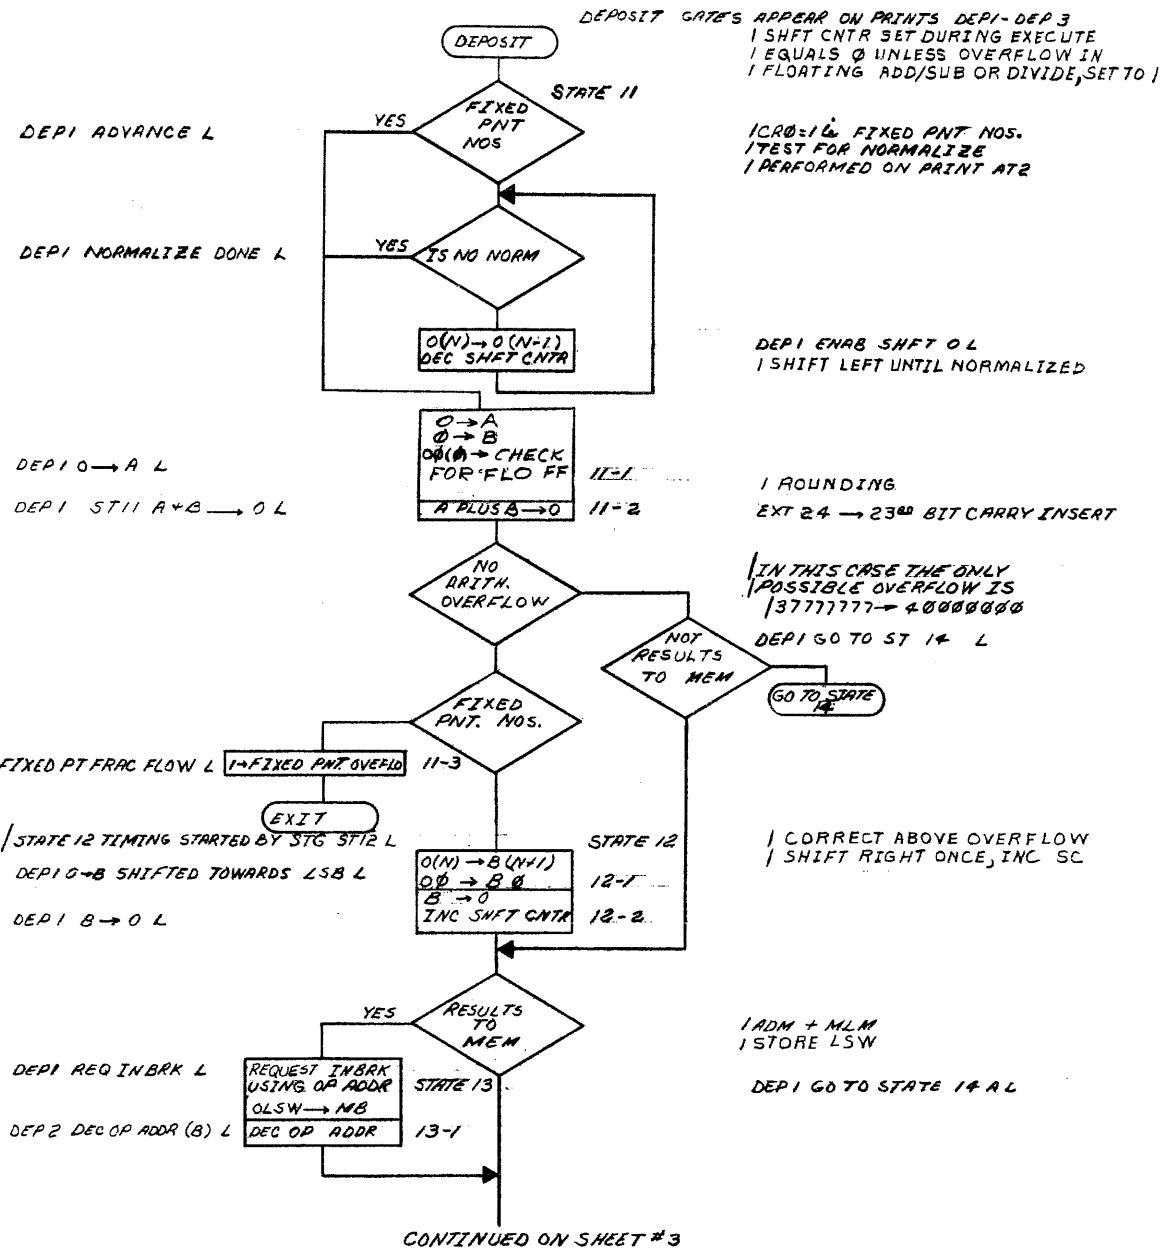 DEPOSIT GATES APPEAR ON PRINTS DEP1-DEP3
/ SHFT CNTR SET DURING EXECUTE
/ EQUALS Ø UNLESS OVERFLOW IN
/ FLOATING ADD/SUB OR DIVIDE, SET TO 1
DEPOSIT
STATE 11
FIXED
PNT
NOS
YES
DEP1 ADVANCE L
/CRØ=1 FIXED PNT NOS.
/TEST FOR NORMALIZE
/PERFORMED ON PRINT AT2
DEP1 NORMALIZE DONE L
YES
IS NO NORM
O(N)→O(N-1)
DEC SHFT CNTR
DEP1 ENAB SHFT O L
/ SHIFT LEFT UNTIL NORMALIZED
O→A
Ø→B
→ CHECK
FOR FLO FF
11-1
DEP1 O→A L
A PLUS B→O
11-2
DEP1 ST11 A+B→O L
/ ROUNDING
EXT 24→23 BIT CARRY INSERT
NO
ARITH.
OVERFLOW
/IN THIS CASE THE ONLY
/POSSIBLE OVERFLOW IS
/37777777→4ØØØØØØØ
DEP1 GO TO ST 14 L
NOT
RESULTS
TO MEM
GO TO STATE
FIXED
PNT. NOS.
FIXED PT FRAC FLOW L
1→FIXED PNT. OVERFLO
11-3
EXIT
/STATE 12 TIMING STARTED BY STG ST12 L
STATE 12
/ CORRECT ABOVE OVERFLOW
/ SHIFT RIGHT ONCE, INC SC
O(N)→B(N+1)
OØ→BØ
12-1
DEP1 O→B SHIFTED TOWARDS LSB L
B→O
INC SHFT CNTR
12-2
DEP1 B→O L
YES
RESULTS
TO
MEM
/ADM + MLM
/STORE LSW
DEP1 REQ INBRK L
REQUEST INBRK
USING OP ADDR
OLSW→MB
STATE 13
DEP1 GO TO STATE 14 A L
DEP2 DEC OP ADDR (B) L
DEC OP ADDR
13-1
CONTINUED ON SHEET #3